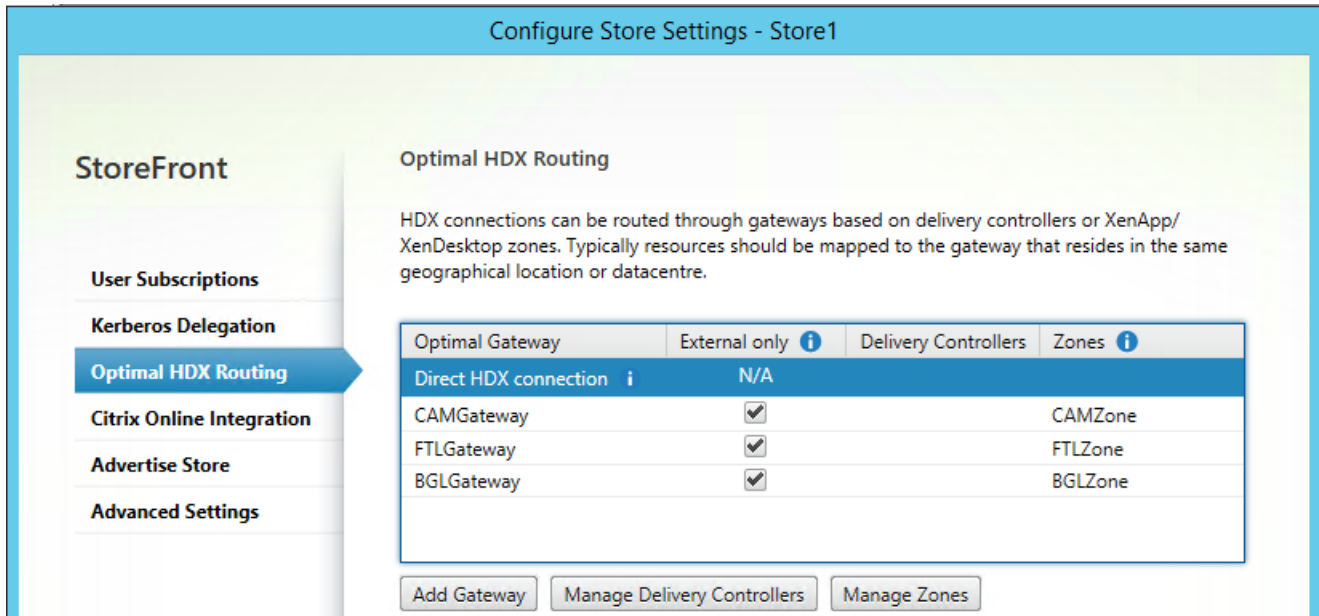 Configure Store Settings - Store1
StoreFront
User Subscriptions
Kerberos Delegation
Optimal HDX Routing
Citrix Online Integration
Advertise Store
Advanced Settings
Optimal HDX Routing
HDX connections can be routed through gateways based on delivery controllers or XenApp/
XenDesktop zones. Typically resources should be mapped to the gateway that resides in the same
geographical location or datacentre.
Optimal Gateway External only i Delivery Controllers Zones i
Direct HDX connection i N/A
CAMGateway CAMZone
FTLGateway FTLZone
BGLGateway BGLZone
Add Gateway Manage Delivery Controllers Manage Zones